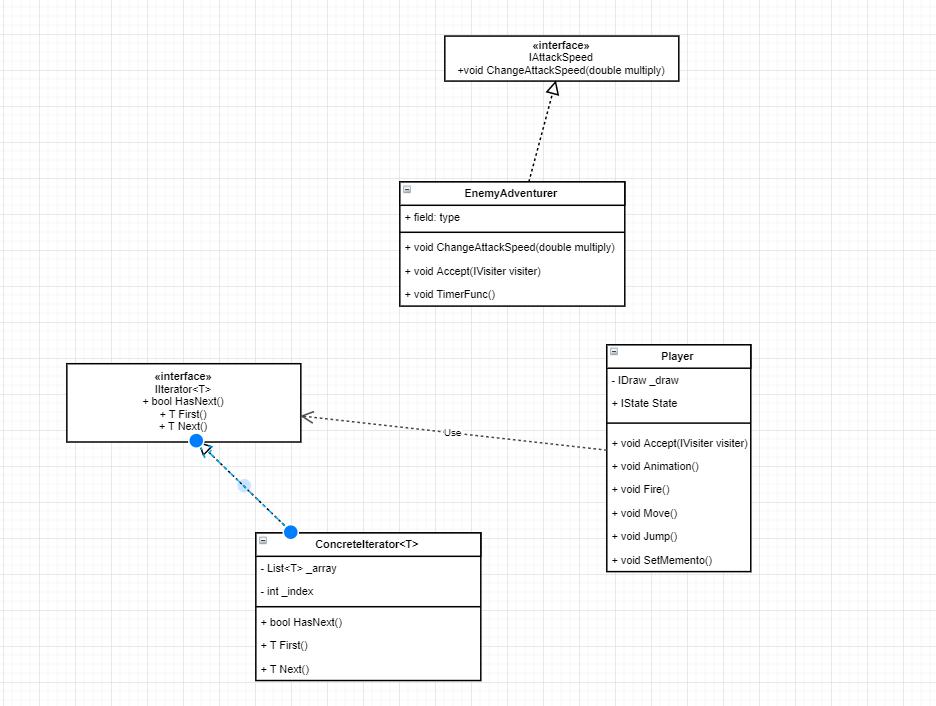 «interface»
IAttackSpeed
+void ChangeAttackSpeed(double multiply)
EnemyAdventurer
+ field: type
+ void ChangeAttackSpeed(double multiply)
+ void Accept(IVisiter visiter)
+ void TimerFunc()
«interface»
IIterator<T>
+ bool HasNext()
+ T First()
+ T Next()
Use
Player
- IDraw _draw
+ IState State
+ void Accept(IVisiter visiter)
+ void Animation()
+ void Fire()
+ void Move()
+ void Jump()
+ void SetMemento()
ConcreteIterator<T>
- List<T> _array
- int _index
+ bool HasNext()
+ T First()
+ T Next()